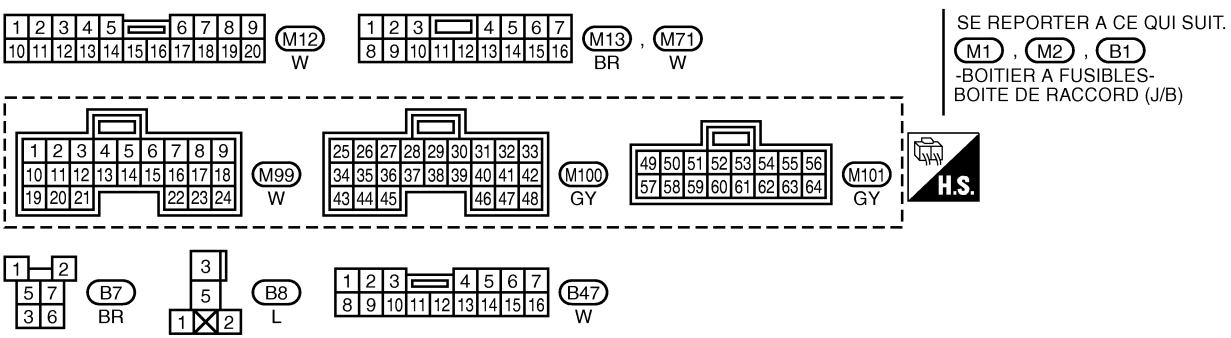 1 2 3 4 5 6 7 8 9
10 11 12 13 14 15 16 17 18 19 20
M12
W
1 2 3 4 5 6 7
8 9 10 11 12 13 14 15 16
M13 , M71
BR W
SE REPORTER A CE QUI SUIT.
M1 , M2 , B1
-BOITIER A FUSIBLES-
BOITE DE RACCORD (J/B)
1 2 3 4 5 6 7 8 9
10 11 12 13 14 15 16 17 18
19 20 21 22 23 24
M99
W
25 26 27 28 29 30 31 32 33
34 35 36 37 38 39 40 41 42
43 44 45 46 47 48
M100
GY
49 50 51 52 53 54 55 56
57 58 59 60 61 62 63 64
M101
GY
H.S.
1 2
5 7
3 6
B7
BR
3
5
1 2
B8
L
1 2 3 4 5 6 7
8 9 10 11 12 13 14 15 16
B47
W